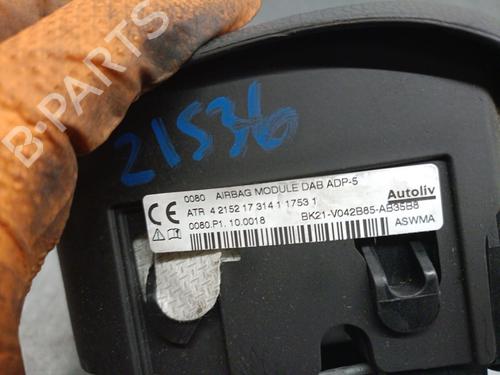 B-PARTS
21536
0080 AIRBAG MODULE DAB ADP-5
Autoliv
CE ATR 4 2152 17 314 1 1753 1
0080.P1. 10.0018 BK21-V042B85-AB35B8
ASWMA